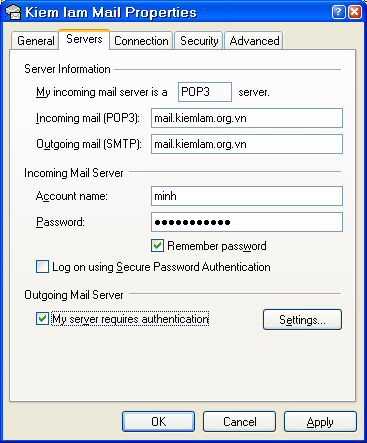 Kiem lam Mail Properties
General Servers Connection Security Advanced
Server Information
My incoming mail server is a POP3 server.
Incoming mail (POP3): mail.kiemlam.org.vn
Outgoing mail (SMTP): mail.kiemlam.org.vn
Incoming Mail Server
Account name: minh
Password: ●●●●●●●●●●●
Remember password
Log on using Secure Password Authentication
Outgoing Mail Server
My server requires authentication Settings...
OK Cancel Apply